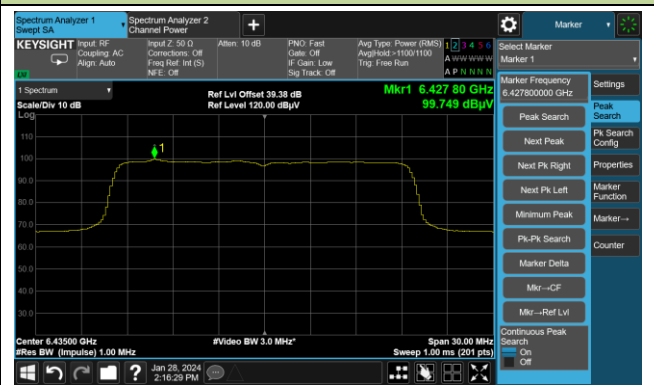 Spectrum Analyzer 1
Swept SA
Spectrum Analyzer 2
Channel Power
Marker
KEYSIGHT
Input: RF
Coupling: AC
Align: Auto
Input Z: 50 Ω
Corrections: Off
Freq Ref: Int (S)
NFE: Off
Atten: 10 dB
PNO: Fast
Gate: Off
IF Gain: Low
Sig Track: Off
Avg Type: Power (RMS)
Avg|Hold:>1100/1100
Trig: Free Run
1 2 3 4 5 6
A W W W W W
A P N N N N
LXI
Select Marker
Marker 1
1 Spectrum
Scale/Div 10 dB
Log
Ref Lvl Offset 39.38 dB
Ref Level 120.00 dBµV
Mkr1 6.427 80 GHz
99.749 dBµV
Marker Frequency
6.427800000 GHz
Settings
Peak Search
Peak
Search
Next Peak
Pk Search
Config
Next Pk Right
Properties
Next Pk Left
Marker
Function
Minimum Peak
Marker→
Pk-Pk Search
Counter
Marker Delta
Mkr→CF
Mkr→Ref Lvl
Continuous Peak
Search
On
Off
1
110
100
90.0
80.0
70.0
60.0
50.0
40.0
30.0
Center 6.43500 GHz
#Res BW (Impulse) 1.00 MHz
#Video BW 3.0 MHz*
Span 30.00 MHz
Sweep 1.00 ms (201 pts)
?
Jan 28, 2024
2:16:29 PM